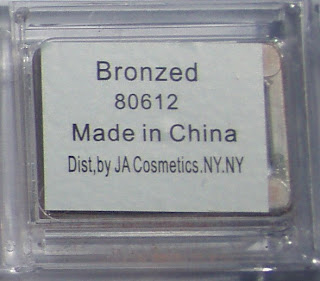 Bronzed
80612
Made in China
Dist,by JA Cosmetics.NY.NY